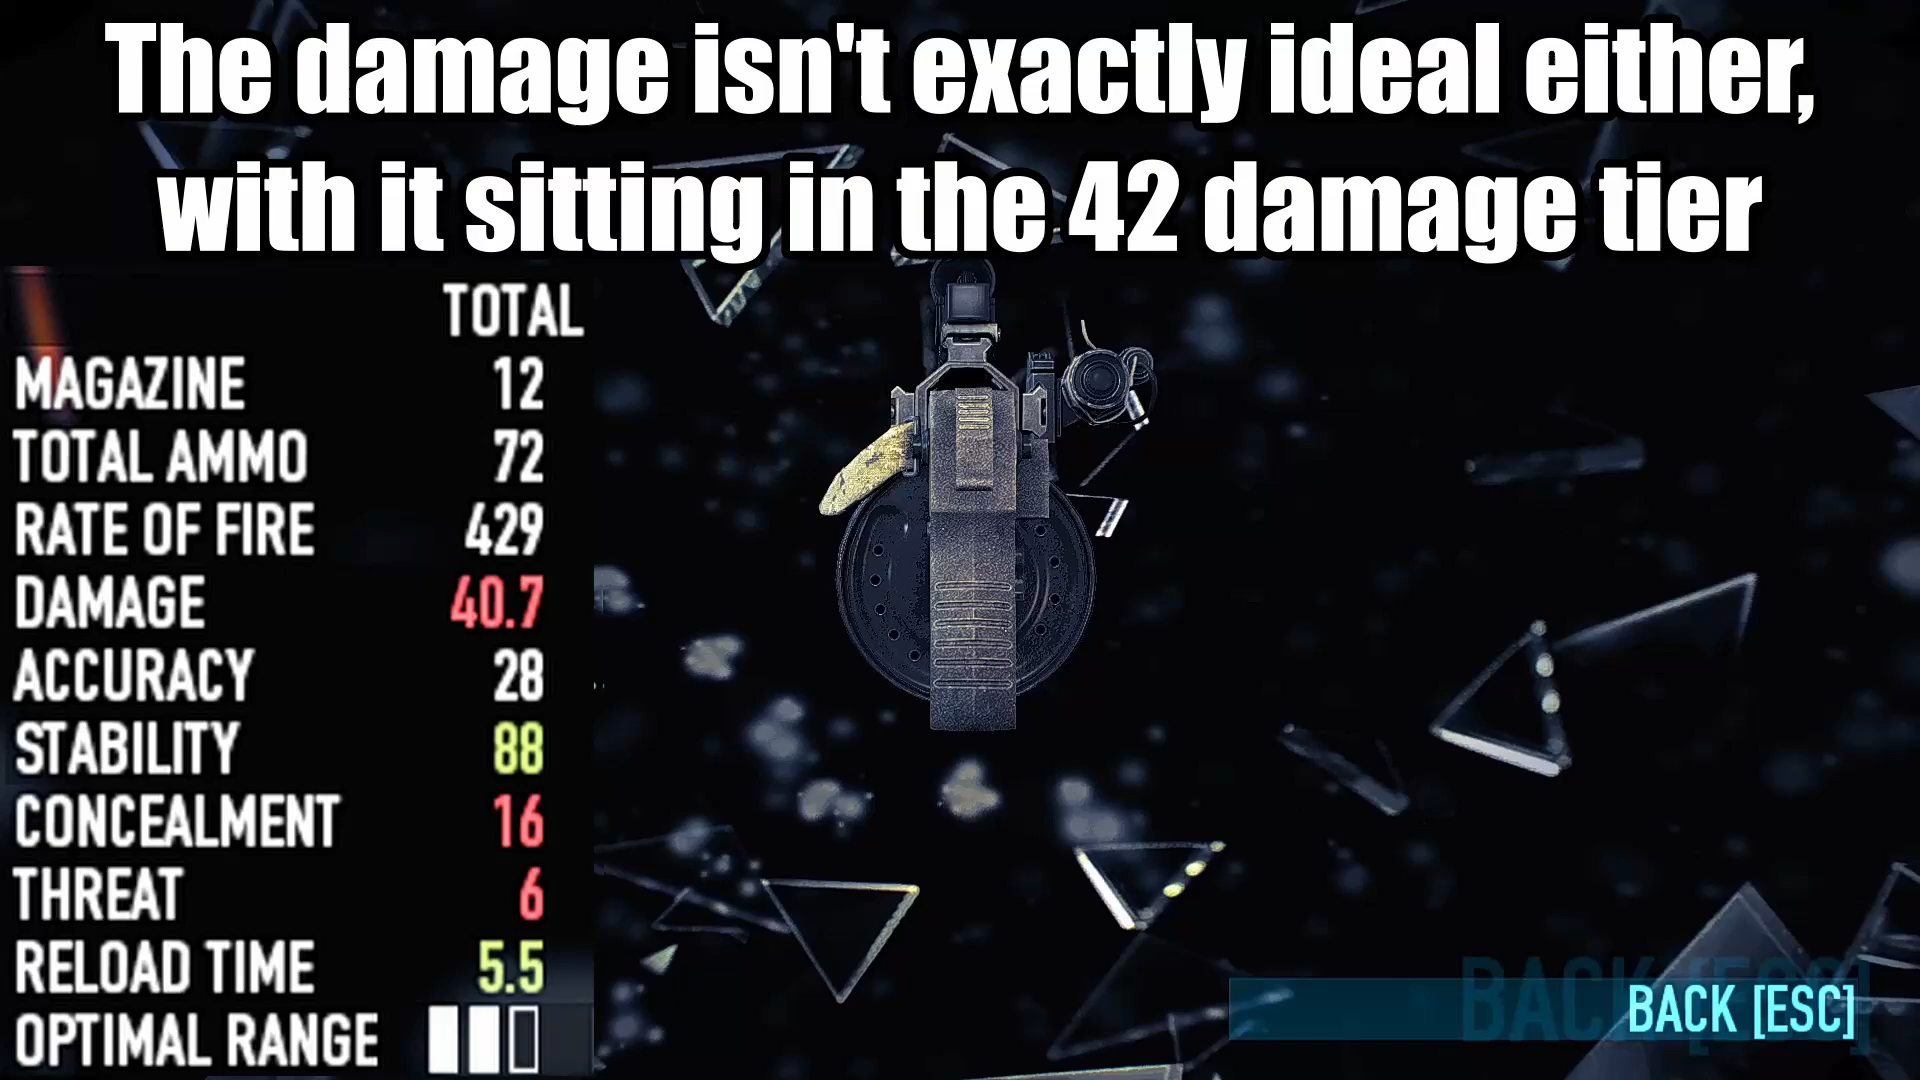 The damage isn't exactly ideal either,
with it sitting in the 42 damage tier
TOTAL
MAGAZINE 12
TOTAL AMMO 72
RATE OF FIRE 429
DAMAGE 40.7
ACCURACY 28
STABILITY 88
CONCEALMENT 16
THREAT 6
RELOAD TIME 5.5
OPTIMAL RANGE
BACK [ESC]
BACK [ESC]